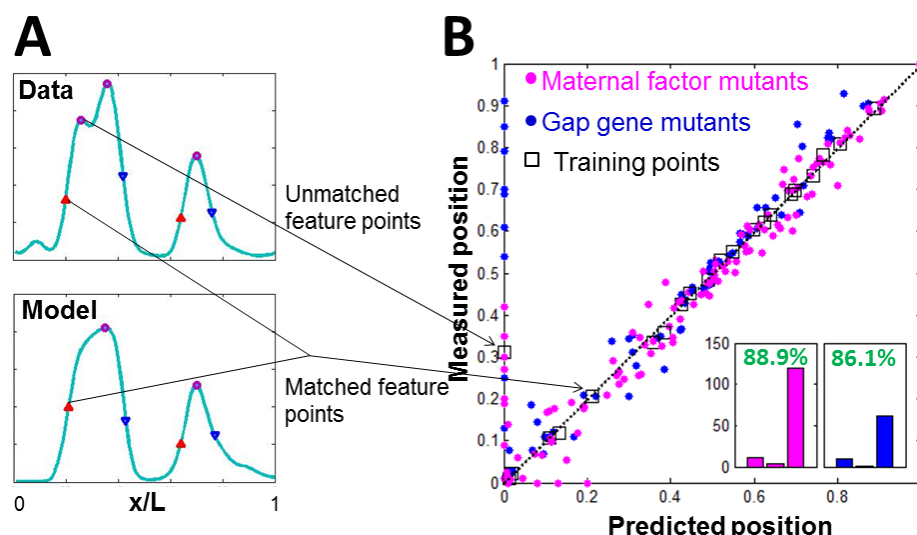 A
Data
Unmatched
feature points
Model
Matched feature
points
0
x/L
1
B
Measured position
1
0.9
0.8
0.7
0.6
0.5
0.4
0.3
0.2
0.1
0
Maternal factor mutants
Gap gene mutants
Training points
150
100
50
0
88.9%
86.1%
0
0.2
0.4
0.6
0.8
Predicted position